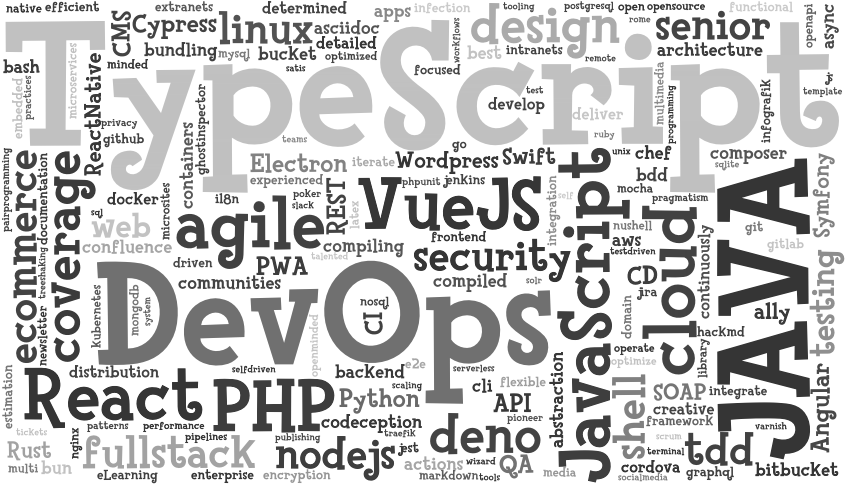 native efficient
extranets
determined
apps
infection
tooling
postgresql
open
opensource
functional
openapi
async
CMS
Cypress
linux
asciidoc
workflows
design
rome
senior
bundling
mysql
bucket
detailed
optimized
best
intranets
remote
architecture
bash
minded
satis
focused
TypeScript
js
template
embedded
practices
microservices
ReactNative
privacy
github
containers
ghostinspector
teams
test
develop
deliver
ruby
multimedia
programming
infografik
go
unix
chef
composer
sqlite
pairprogramming
ecommerce
documentation
coverage
Electron
experienced
iterate
Wordpress
Swift
phpunit
jenkins
bdd
mocha
pragmatism
JAVA
Symfony
docker
sql
web
confluence
microsites
il8n
poker
slack
REST
latex
agile
VueJS
frontend
integration
self
JavaScript
nushell
aws
testdriven
cloud
continuously
git
gitlab
compiling
talented
security
compiled
solr
driven
PWA
communities
treeshaking
newsletter
kubernetes
mongodb
system
DevOps
nosql
CI
CD
jra
domain
ally
testing
hackmd
library
openminded
operate
optimize
distribution
selfdriven
backend
e2e
scaling
serverless
cli
flexible
API
pioneer
abstraction
shell
SOAP
integrate
creative
framework
Angular
estimation
React
PHP
Python
codeception
traefik
deno
patterns
performance
pipelines
publishing
tickets
nginx
Rust
multi
bun
fullstack
nodejs
jest
actions
wizard
QA
markdown
tools
media
scrum
terminal
tdd
varnish
cordova
socialmedia
graphql
bitbucket
eLearning
enterprise
encryption